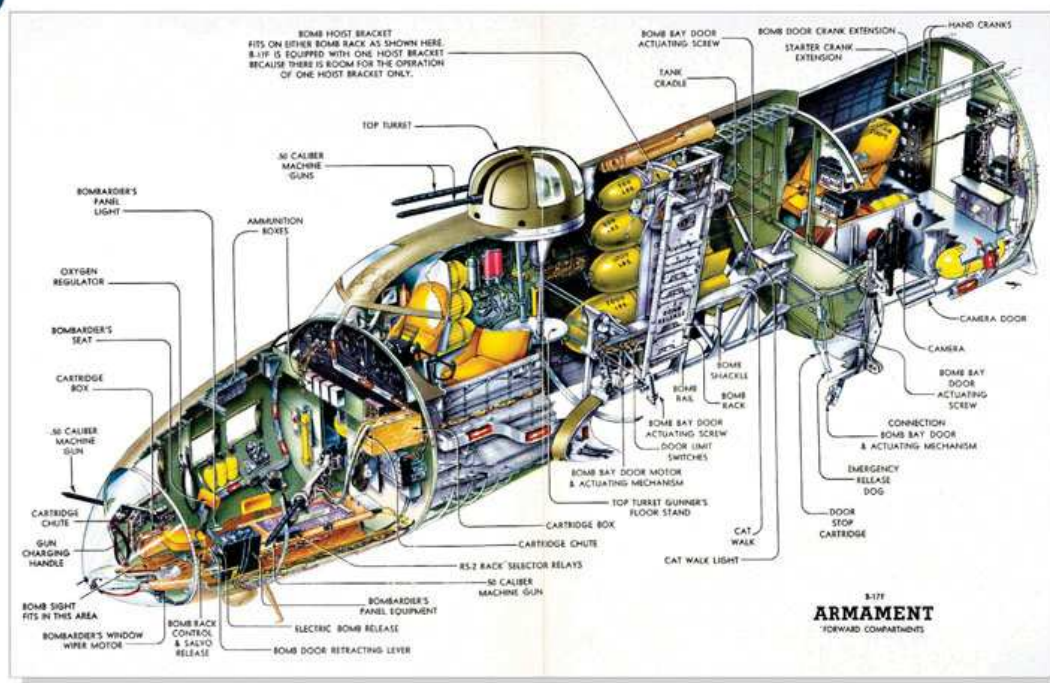 BOMB HOIST BRACKET
FITS ON EITHER BOMB RACK AS SHOWN HERE.
B-17F IS EQUIPPED WITH ONE HOIST BRACKET
BECAUSE THERE IS ROOM FOR THE OPERATION
OF ONE HOIST BRACKET ONLY.
BOMB BAY DOOR
ACTUATING SCREW
BOMB DOOR CRANK EXTENSION
HAND CRANKS
STARTER CRANK
EXTENSION
TANK
CRADLE
TOP TURRET
.50 CALIBER
MACHINE
GUNS
BOMBARDIER'S
PANEL
LIGHT
AMMUNITION
BOXES
OXYGEN
REGULATOR
BOMBARDIER'S
SEAT
CARTRIDGE
BOX
.50 CALIBER
MACHINE
GUN
CARTRIDGE
CHUTE
GUN
CHARGING
HANDLE
BOMB SIGHT
FITS IN THIS AREA
BOMBARDIER'S WINDOW
WIPER MOTOR
BOMB RACK
CONTROL
& SALVO
RELEASE
BOMB DOOR RETRACTING LEVER
ELECTRIC BOMB RELEASE
BOMBARDIER'S
PANEL EQUIPMENT
.50 CALIBER
MACHINE GUN
RS-2 RACK SELECTOR RELAYS
CARTRIDGE CHUTE
CARTRIDGE BOX
TOP TURRET GUNNER'S
FLOOR STAND
BOMB BAY DOOR MOTOR
& ACTUATING MECHANISM
DOOR LIMIT
SWITCHES
BOMB BAY DOOR
ACTUATING SCREW
BOMB
RAIL
BOMB
RACK
BOMB
SHACKLE
BOMB
RELEASE
CAT
WALK
CAT WALK LIGHT
DOOR
STOP
CARTRIDGE
EMERGENCY
RELEASE
DOG
CONNECTION
BOMB BAY DOOR
& ACTUATING MECHANISM
BOMB BAY
DOOR
ACTUATING
SCREW
CAMERA
CAMERA DOOR
B-17F
ARMAMENT
FORWARD COMPARTMENTS